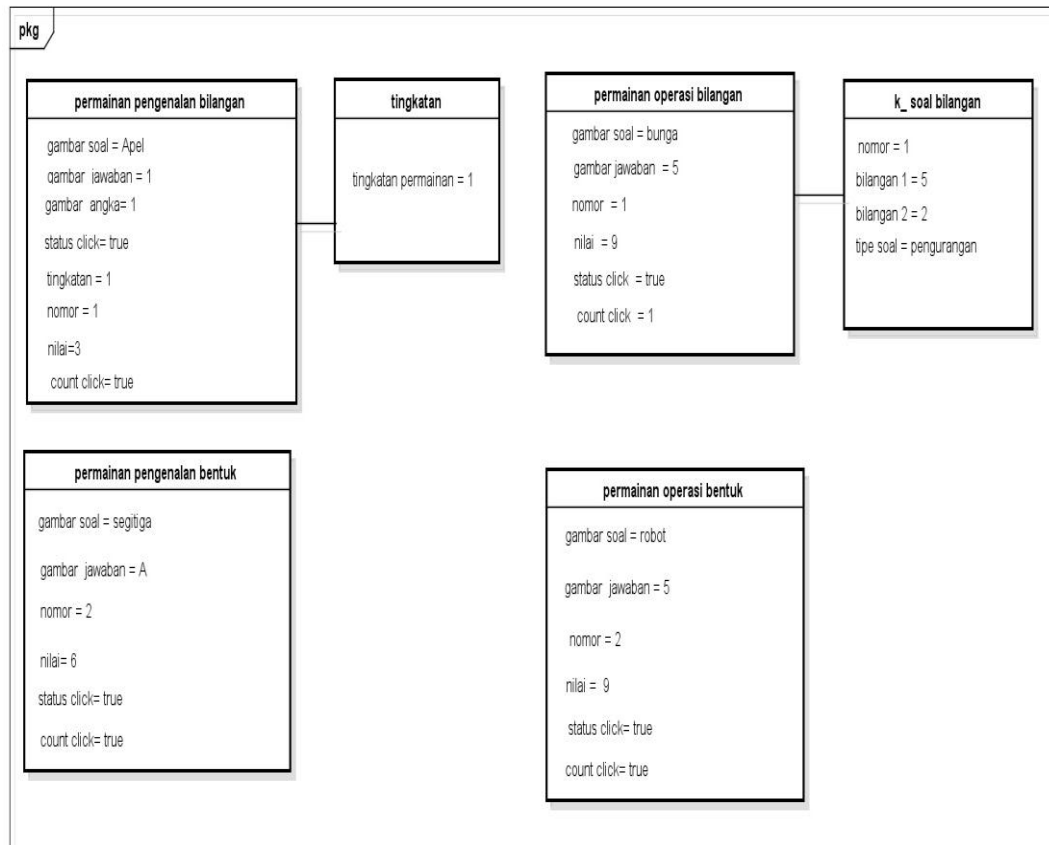 pkg
permainan pengenalan bilangan
gambar soal = Apel
gambar jawaban = 1
gambar angka= 1
status click= true
tingkatan = 1
nomor = 1
nilai=3
count click= true
tingkatan
tingkatan permainan = 1
permainan operasi bilangan
gambar soal = bunga
gambar jawaban = 5
nomor = 1
nilai = 9
status click = true
count click = 1
k_ soal bilangan
nomor = 1
bilangan 1 = 5
bilangan 2 = 2
tipe soal = pengurangan
permainan pengenalan bentuk
gambar soal = segitiga
gambar jawaban = A
nomor = 2
nilai= 6
status click= true
count click= true
permainan operasi bentuk
gambar soal = robot
gambar jawaban = 5
nomor = 2
nilai = 9
status click= true
count click= true